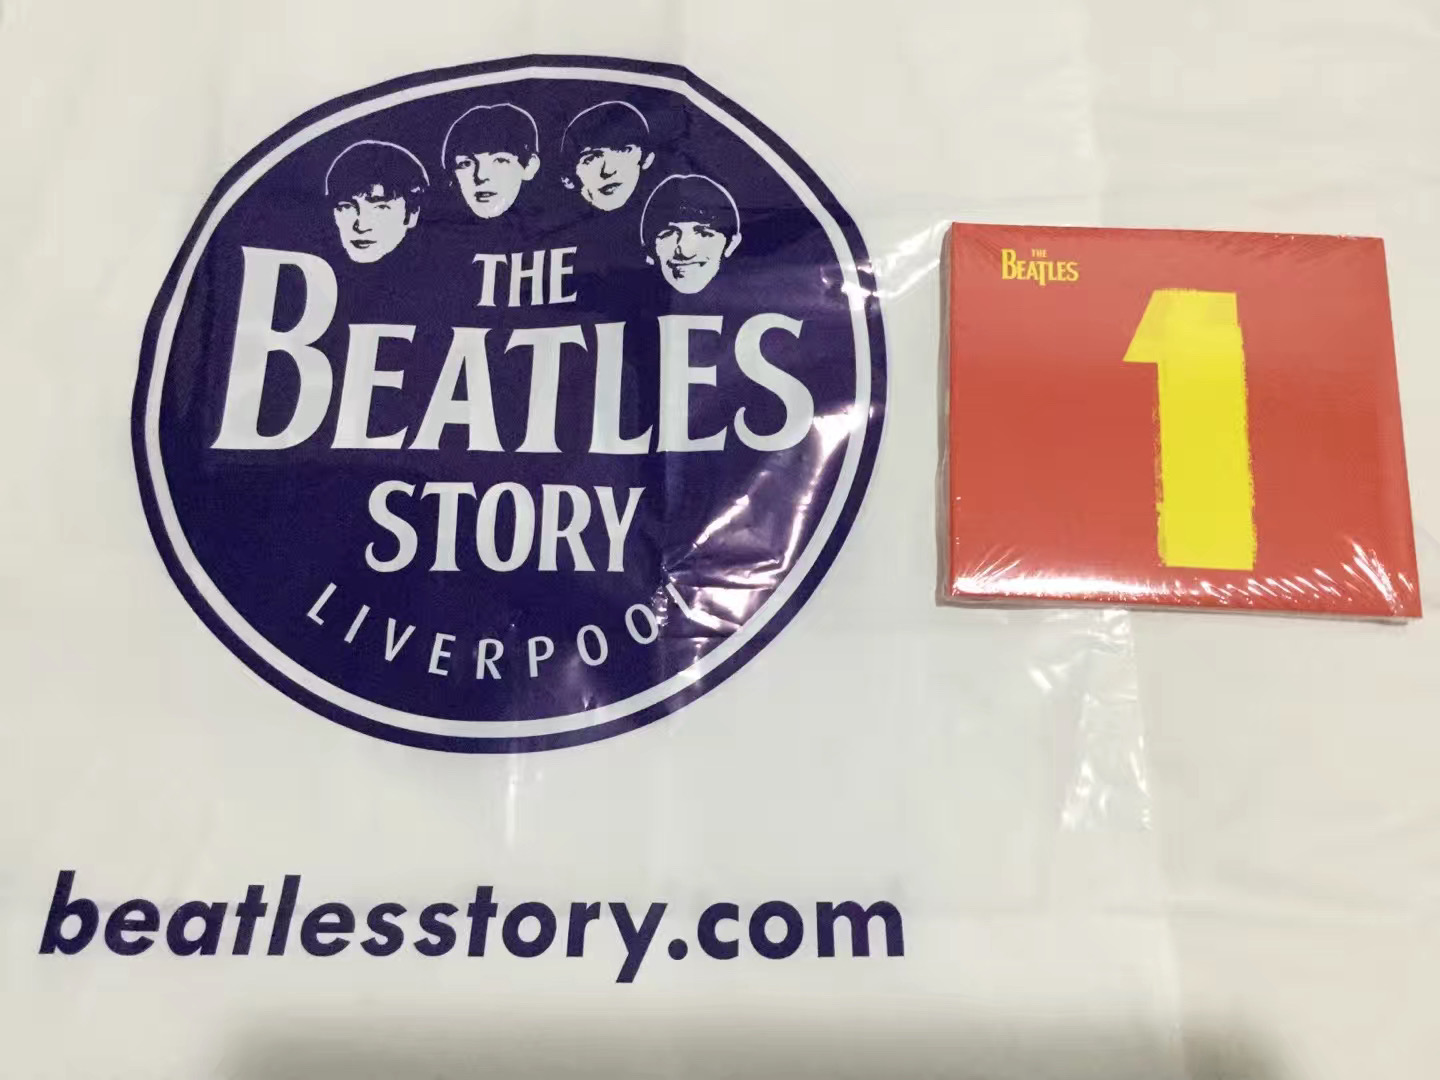 THE
BEATLES
STORY
LIVERPOOL
beatlesstory.com
THE
BEATLES
1